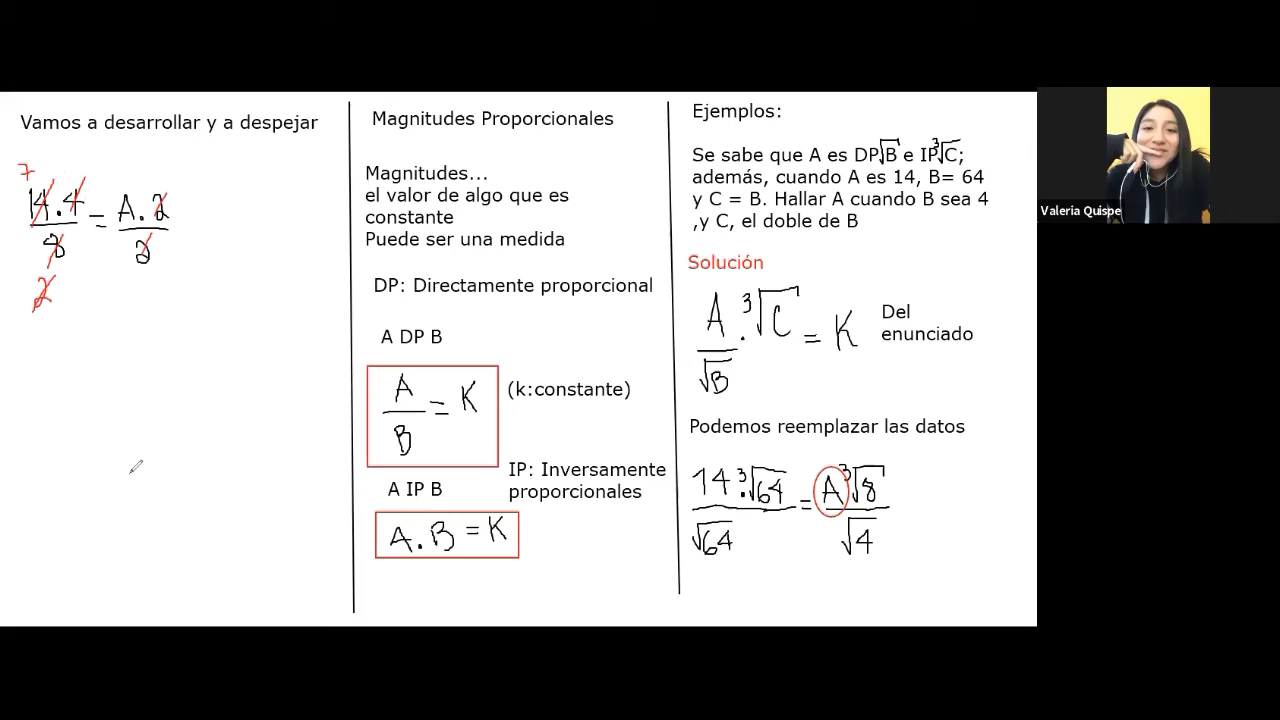 Vamos a desarrollar y a despejar
7
14.4 = A.2
8 2
2
Magnitudes Proporcionales
Magnitudes...
el valor de algo que es
constante
Puede ser una medida
DP: Directamente proporcional
A DP B
A
— = K (k:constante)
B
IP: Inversamente
proporcionales
A IP B
A.B = K
Ejemplos:
Se sabe que A es DP√B e IP∛C;
además, cuando A es 14, B= 64
y C = B. Hallar A cuando B sea 4
,y C, el doble de B
Solución
A/√B . ∛C = K
Del
enunciado
Podemos reemplazar las datos
14.∛64 = A∛8
√64 √4
Valeria Quispe